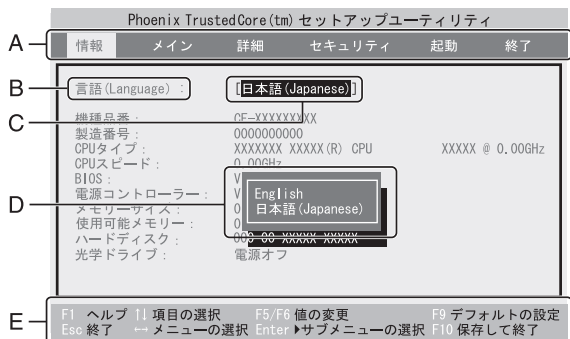 Phoenix TrustedCore(tm) セットアップユーティリティ
A 情報 メイン 詳細 セキュリティ 起動 終了
B 言語(Language) : [日本語(Japanese)]
C
機種品番 : CF-XXXXXXXXX
製造番号 : 0000000000
CPUタイプ : XXXXXXX XXXXX(R) CPU XXXXX @ 0.00GHz
CPUスピード : 0.00GHz
BIOS : V
電源コントローラー : V
English
D
メモリーサイズ : 0
日本語(Japanese)
使用可能メモリー : 0
ハードディスク :
光学ドライブ : 電源オフ
E
F1 ヘルプ ↑↓ 項目の選択 F5/F6 値の変更 F9 デフォルトの設定
Esc 終了 ←→ メニューの選択 Enter ▶サブメニューの選択 F10 保存して終了